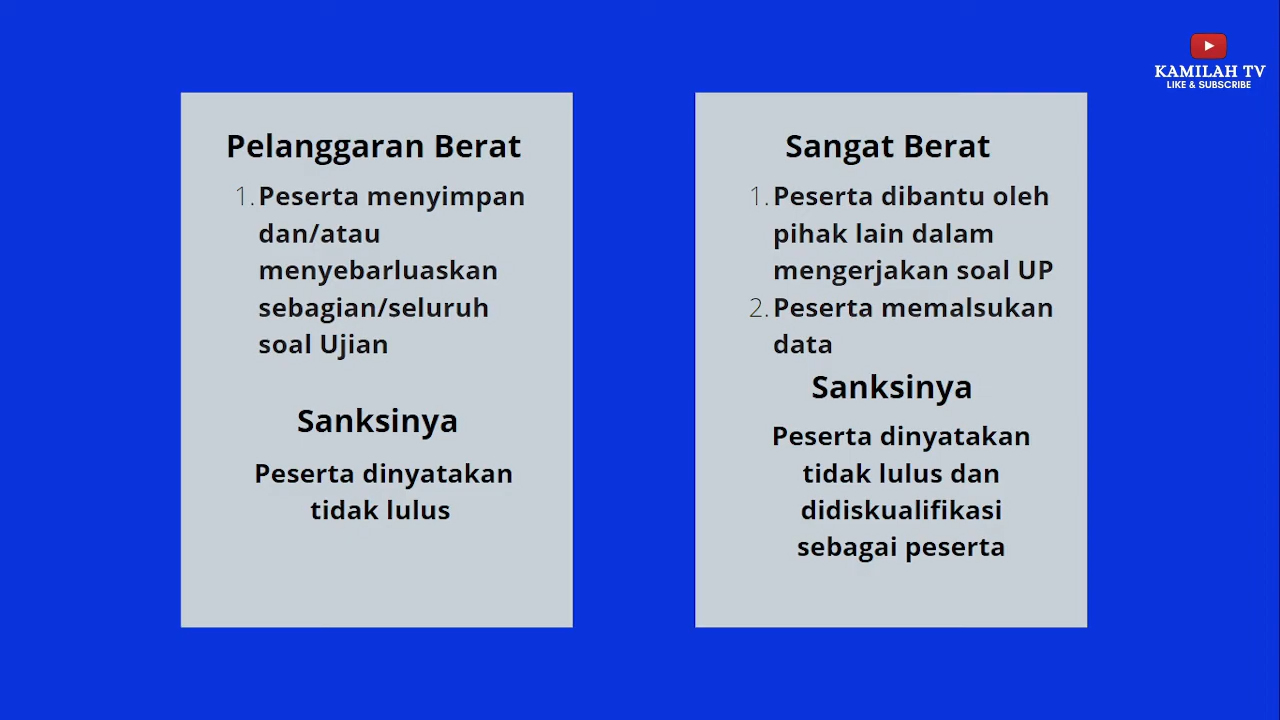 KAMILAH TV
LIKE & SUBSCRIBE
Pelanggaran Berat
1. Peserta menyimpan
dan/atau
menyebarluaskan
sebagian/seluruh
soal Ujian
Sanksinya
Peserta dinyatakan
tidak lulus
Sangat Berat
1. Peserta dibantu oleh
pihak lain dalam
mengerjakan soal UP
2. Peserta memalsukan
data
Sanksinya
Peserta dinyatakan
tidak lulus dan
didiskualifikasi
sebagai peserta